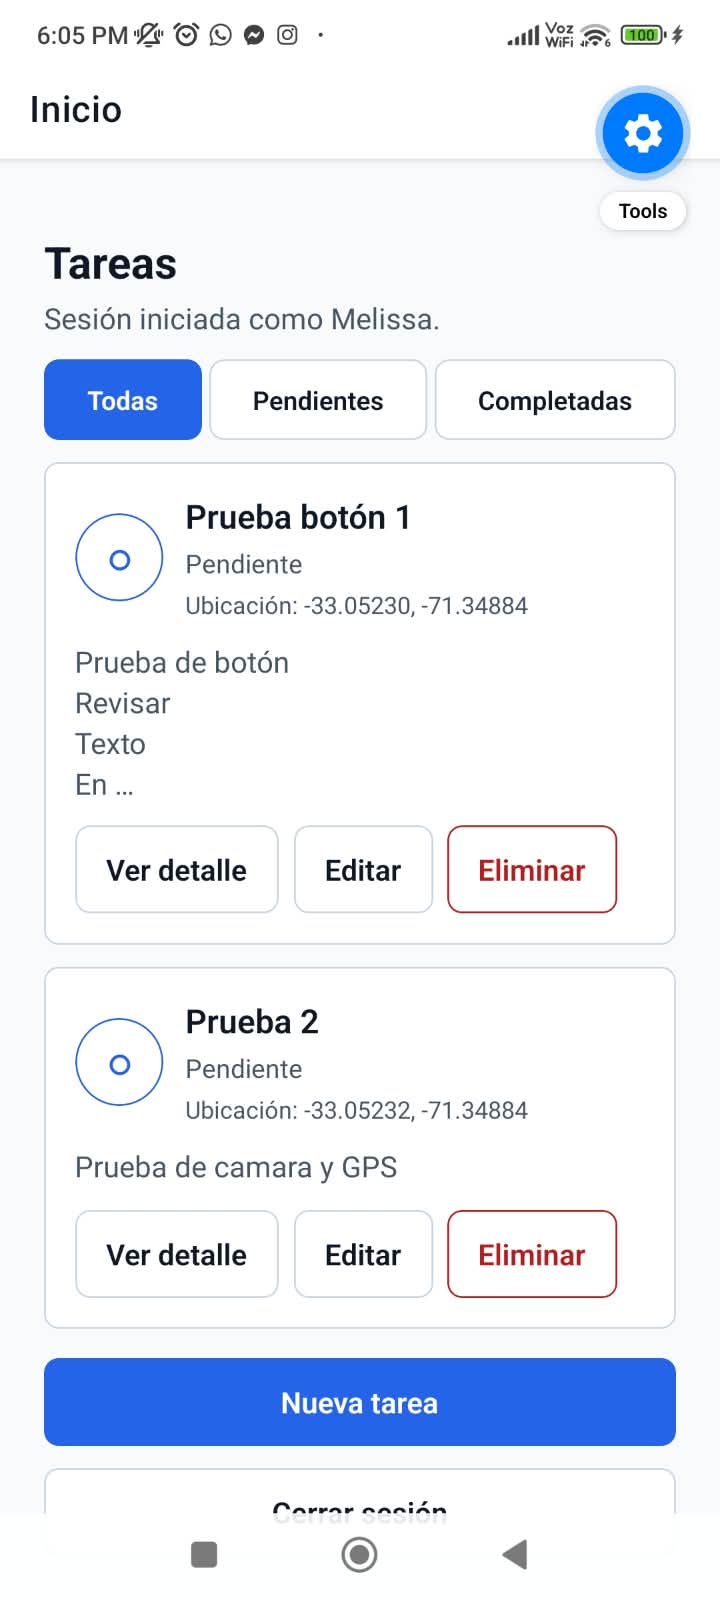 6:05 PM
Voz
WiFi
6
100
Inicio
Tools
Tareas
Sesión iniciada como Melissa.
Todas Pendientes Completadas
Prueba botón 1
Pendiente
Ubicación: -33.05230, -71.34884
Prueba de botón
Revisar
Texto
En ...
Ver detalle Editar Eliminar
Prueba 2
Pendiente
Ubicación: -33.05232, -71.34884
Prueba de camara y GPS
Ver detalle Editar Eliminar
Nueva tarea
Cerrar sesión